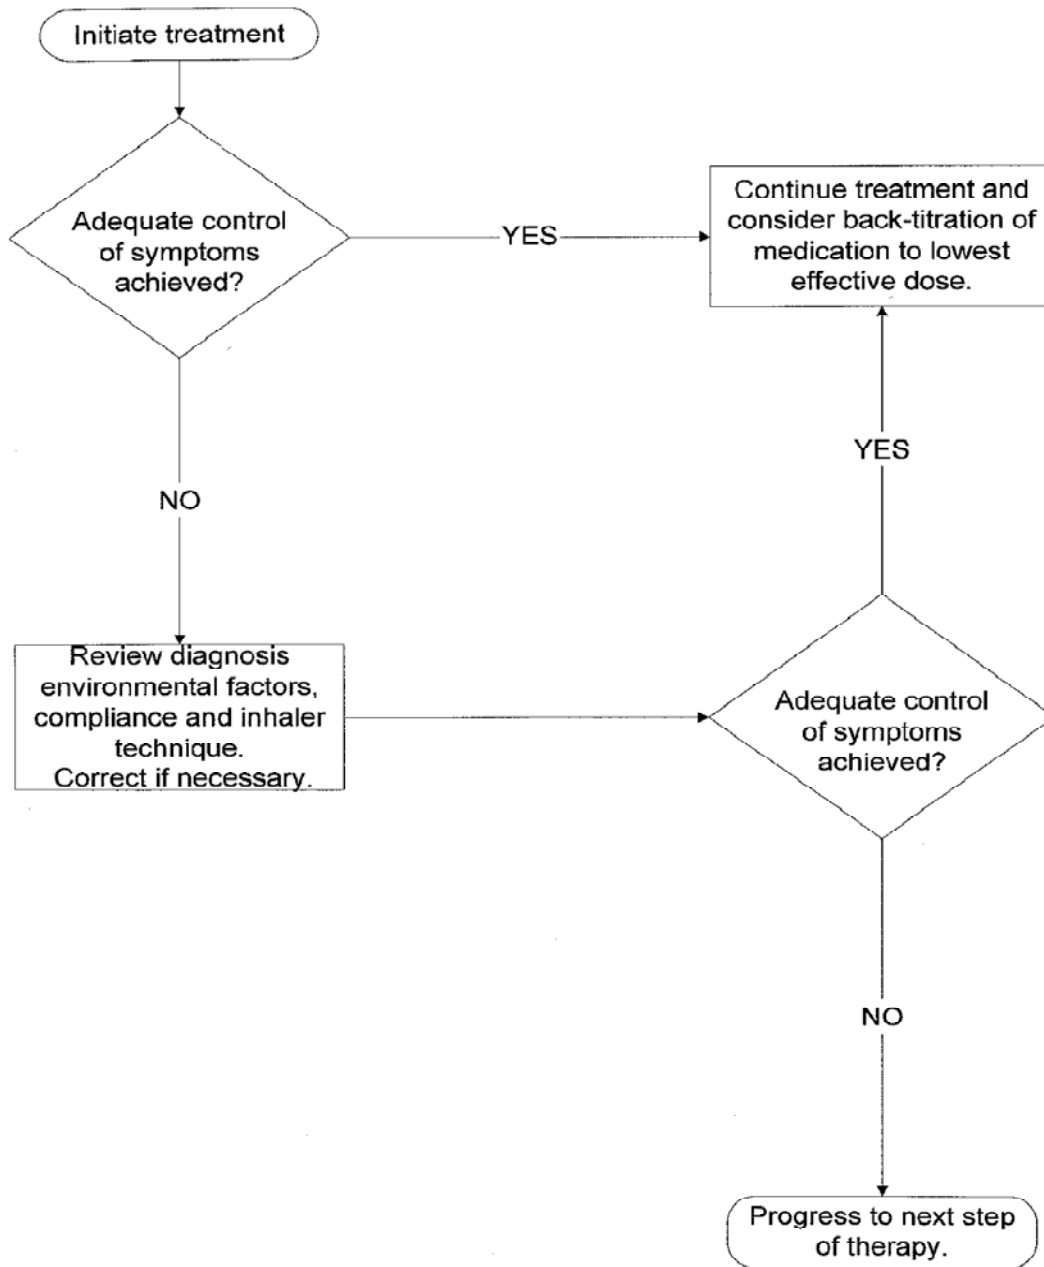 Initiate treatment
Adequate control
of symptoms
achieved?
YES
Continue treatment and
consider back-titration of
medication to lowest
effective dose.
NO
Review diagnosis
environmental factors,
compliance and inhaler
technique.
Correct if necessary.
YES
Adequate control
of symptoms
achieved?
NO
Progress to next step
of therapy.